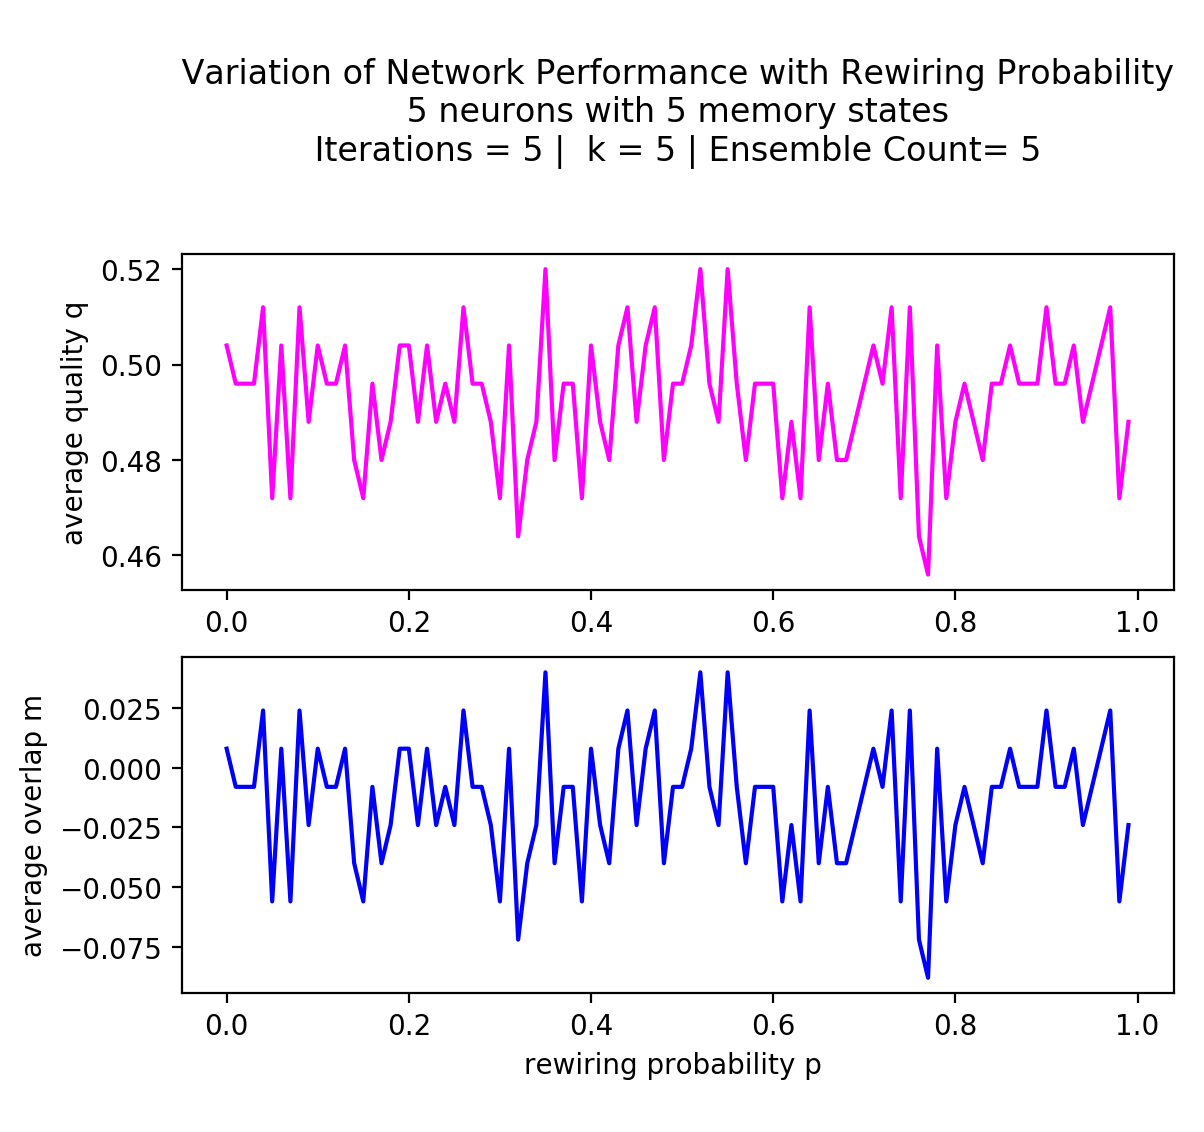 Variation of Network Performance with Rewiring Probability
5 neurons with 5 memory states
Iterations = 5 |  k = 5 | Ensemble Count= 5
average quality q
0.52
0.50
0.48
0.46
0.0 0.2 0.4 0.6 0.8 1.0
average overlap m
0.025
0.000
−0.025
−0.050
−0.075
0.0 0.2 0.4 0.6 0.8 1.0
rewiring probability p